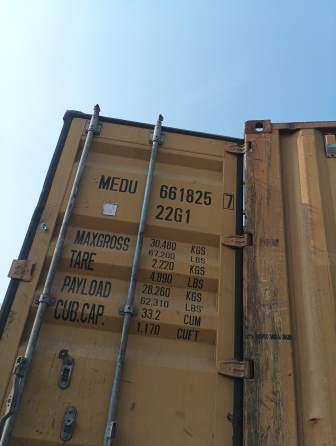 MEDU 661825 7
22G1
MAXGROSS 30.480 KGS
67.200 LBS
TARE 2.220 KGS
4.890 LBS
PAYLOAD 28.260 KGS
62.310 LBS
CUB.CAP. 33.2 CUM
1.170 CUFT